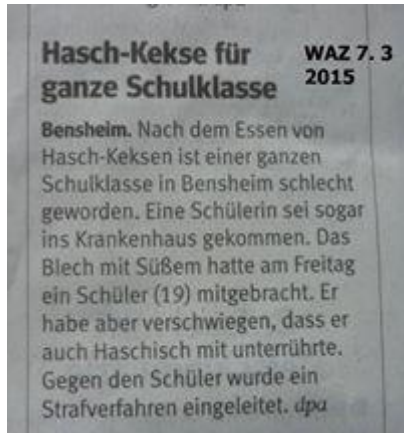 Hasch-Kekse für
ganze Schulklasse
WAZ 7. 3
2015
Bensheim. Nach dem Essen von
Hasch-Keksen ist einer ganzen
Schulklasse in Bensheim schlecht
geworden. Eine Schülerin sei sogar
ins Krankenhaus gekommen. Das
Blech mit Süßem hatte am Freitag
ein Schüler (19) mitgebracht. Er
habe aber verschwiegen, dass er
auch Haschisch mit unterrührte.
Gegen den Schüler wurde ein
Strafverfahren eingeleitet. dpa